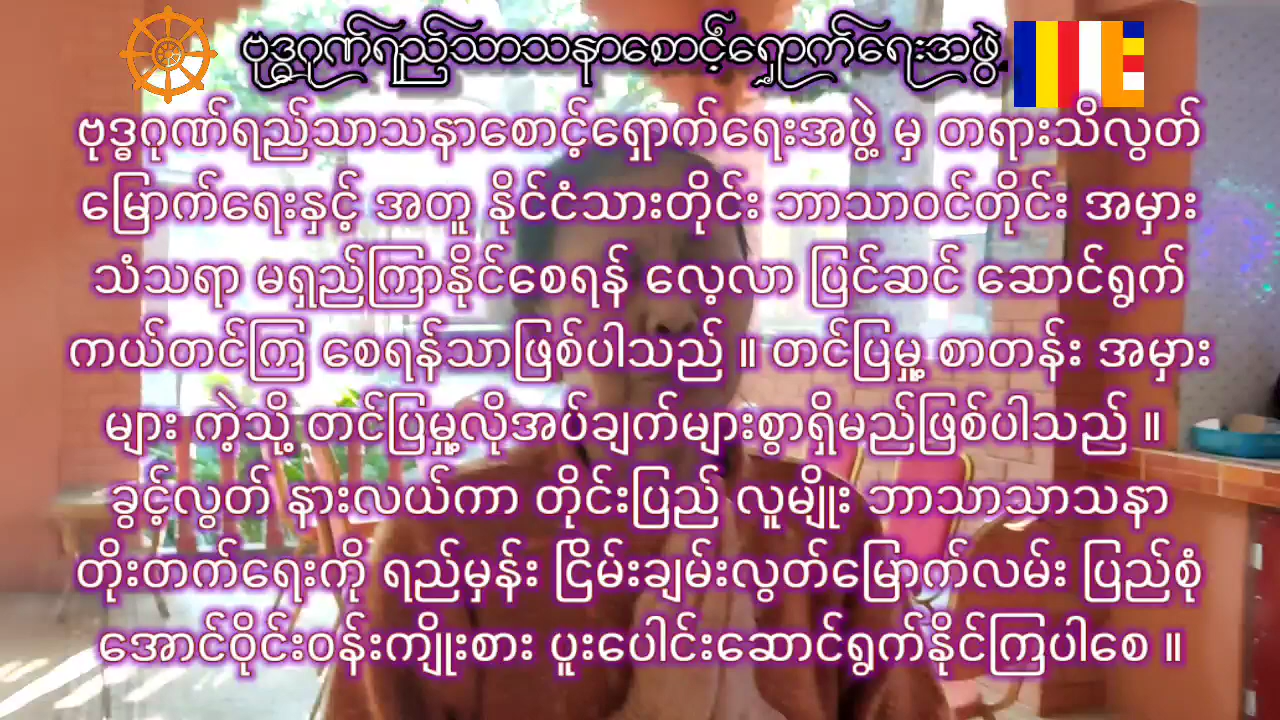 ဗုဒ္ဓဂုဏ်ရည်သာသနာစောင့်ရှောက်ရေးအဖွဲ့
ဗုဒ္ဓဂုဏ်ရည်သာသနာစောင့်ရှောက်ရေးအဖွဲ့ မှ တရားသိလွတ်
မြောက်ရေးနှင့် အတူ နိုင်ငံသားတိုင်း ဘာသာဝင်တိုင်း အမှား
သံသရာ မရှည်ကြာနိုင်စေရန် လေ့လာ ပြင်ဆင် ဆောင်ရွက်
ကယ်တင်ကြ စေရန်သာဖြစ်ပါသည် ။ တင်ပြမှု့ စာတန်း အမှား
များ ကဲ့သို့ တင်ပြမှု့လိုအပ်ချက်များစွာရှိမည်ဖြစ်ပါသည် ။
ခွင့်လွတ် နားလယ်ကာ တိုင်းပြည် လူမျိုး ဘာသာသာသနာ
တိုးတက်ရေးကို ရည်မှန်း ငြိမ်းချမ်းလွတ်မြောက်လမ်း ပြည်စုံ
အောင်ဝိုင်းဝန်းကျိုးစား ပူးပေါင်းဆောင်ရွက်နိုင်ကြပါစေ ။